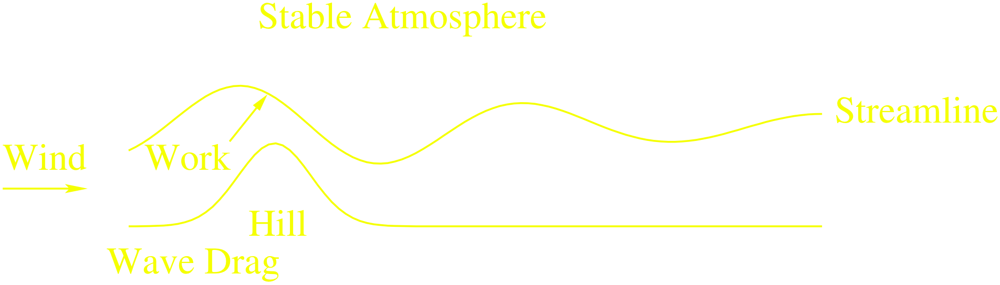 Stable Atmosphere
Streamline
Wind
Work
Hill
Wave Drag